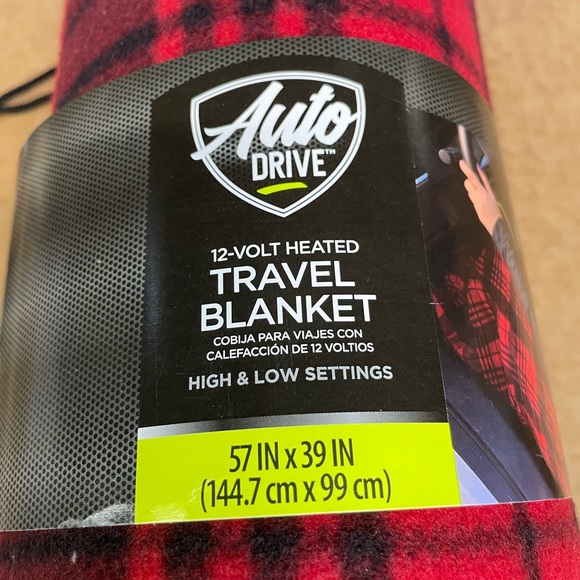 Auto
DRIVE™
12-VOLT HEATED
TRAVEL
BLANKET
COBIJA PARA VIAJES CON
CALEFACCIÓN DE 12 VOLTIOS
HIGH & LOW SETTINGS
57 IN x 39 IN
(144.7 cm x 99 cm)